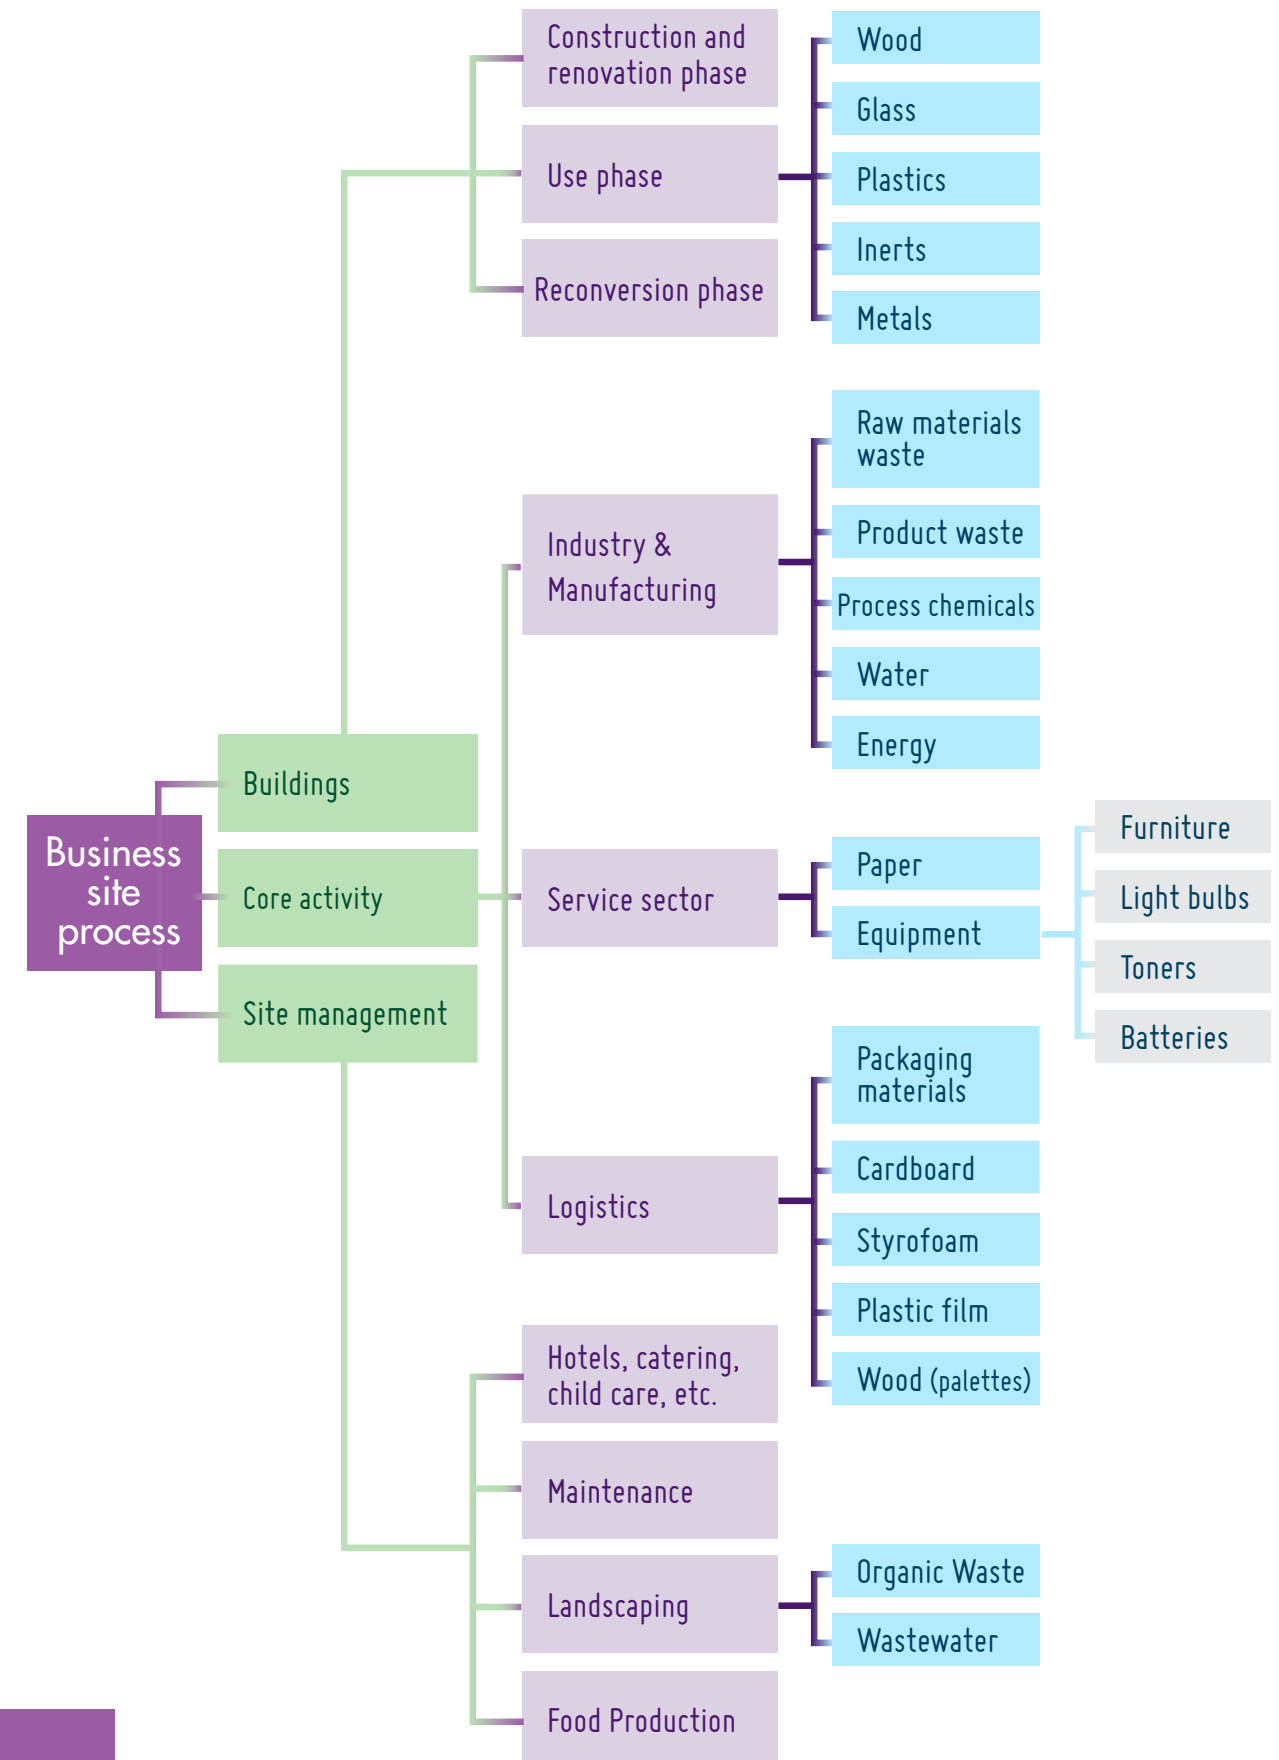 Business
site
process
Buildings
Core activity
Site management
Construction and
renovation phase
Use phase
Reconversion phase
Wood
Glass
Plastics
Inerts
Metals
Industry &
Manufacturing
Raw materials
waste
Product waste
Process chemicals
Water
Energy
Service sector
Paper
Equipment
Furniture
Light bulbs
Toners
Batteries
Logistics
Packaging
materials
Cardboard
Styrofoam
Plastic film
Wood (palettes)
Hotels, catering,
child care, etc.
Maintenance
Landscaping
Organic Waste
Wastewater
Food Production